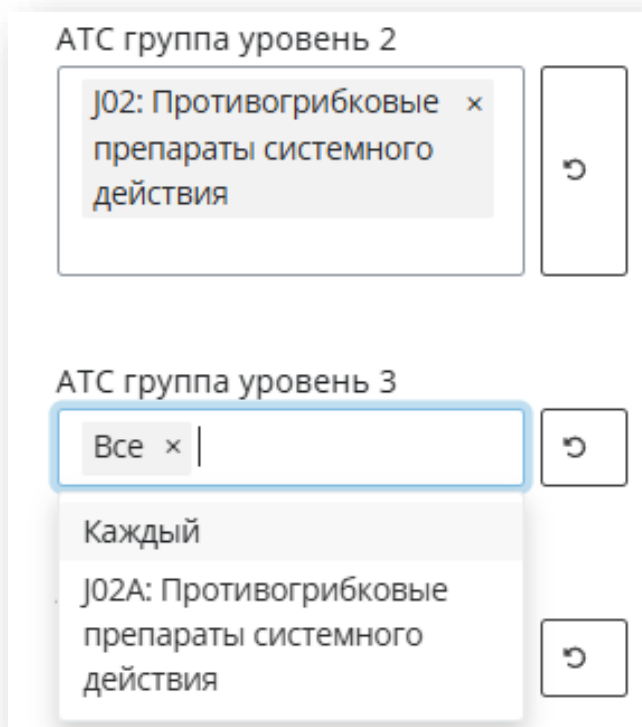 АТС группа уровень 2
J02: Противогрибковые ×
препараты системного
действия
АТС группа уровень 3
Все ×
Каждый
J02A: Противогрибковые
препараты системного
действия